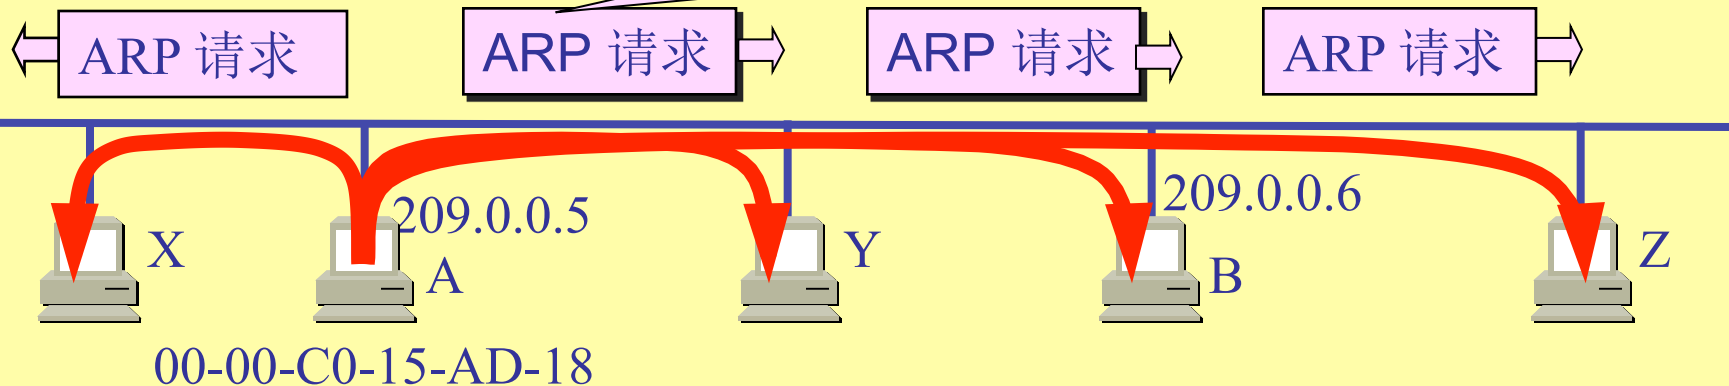 ARP 请求
ARP 请求
ARP 请求
ARP 请求
209.0.0.5
209.0.0.6
X
A
Y
B
Z
00-00-C0-15-AD-18